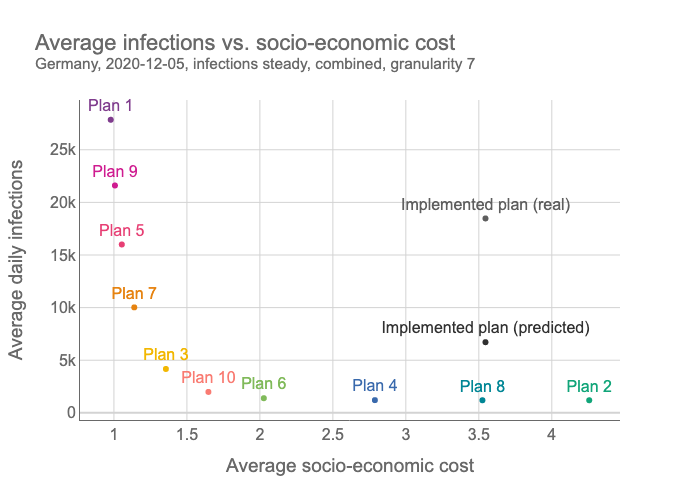 Average infections vs. socio-economic cost
Germany, 2020-12-05, infections steady, combined, granularity 7
Plan 1
25k
Plan 9
20k
Implemented plan (real)
Plan 5
15k
Plan 7
10k
Implemented plan (predicted)
Plan 3
5k
Plan 10
Plan 6
Plan 4
Plan 8
Plan 2
0
1
1.5
2
2.5
3
3.5
4
Average daily infections
Average socio-economic cost